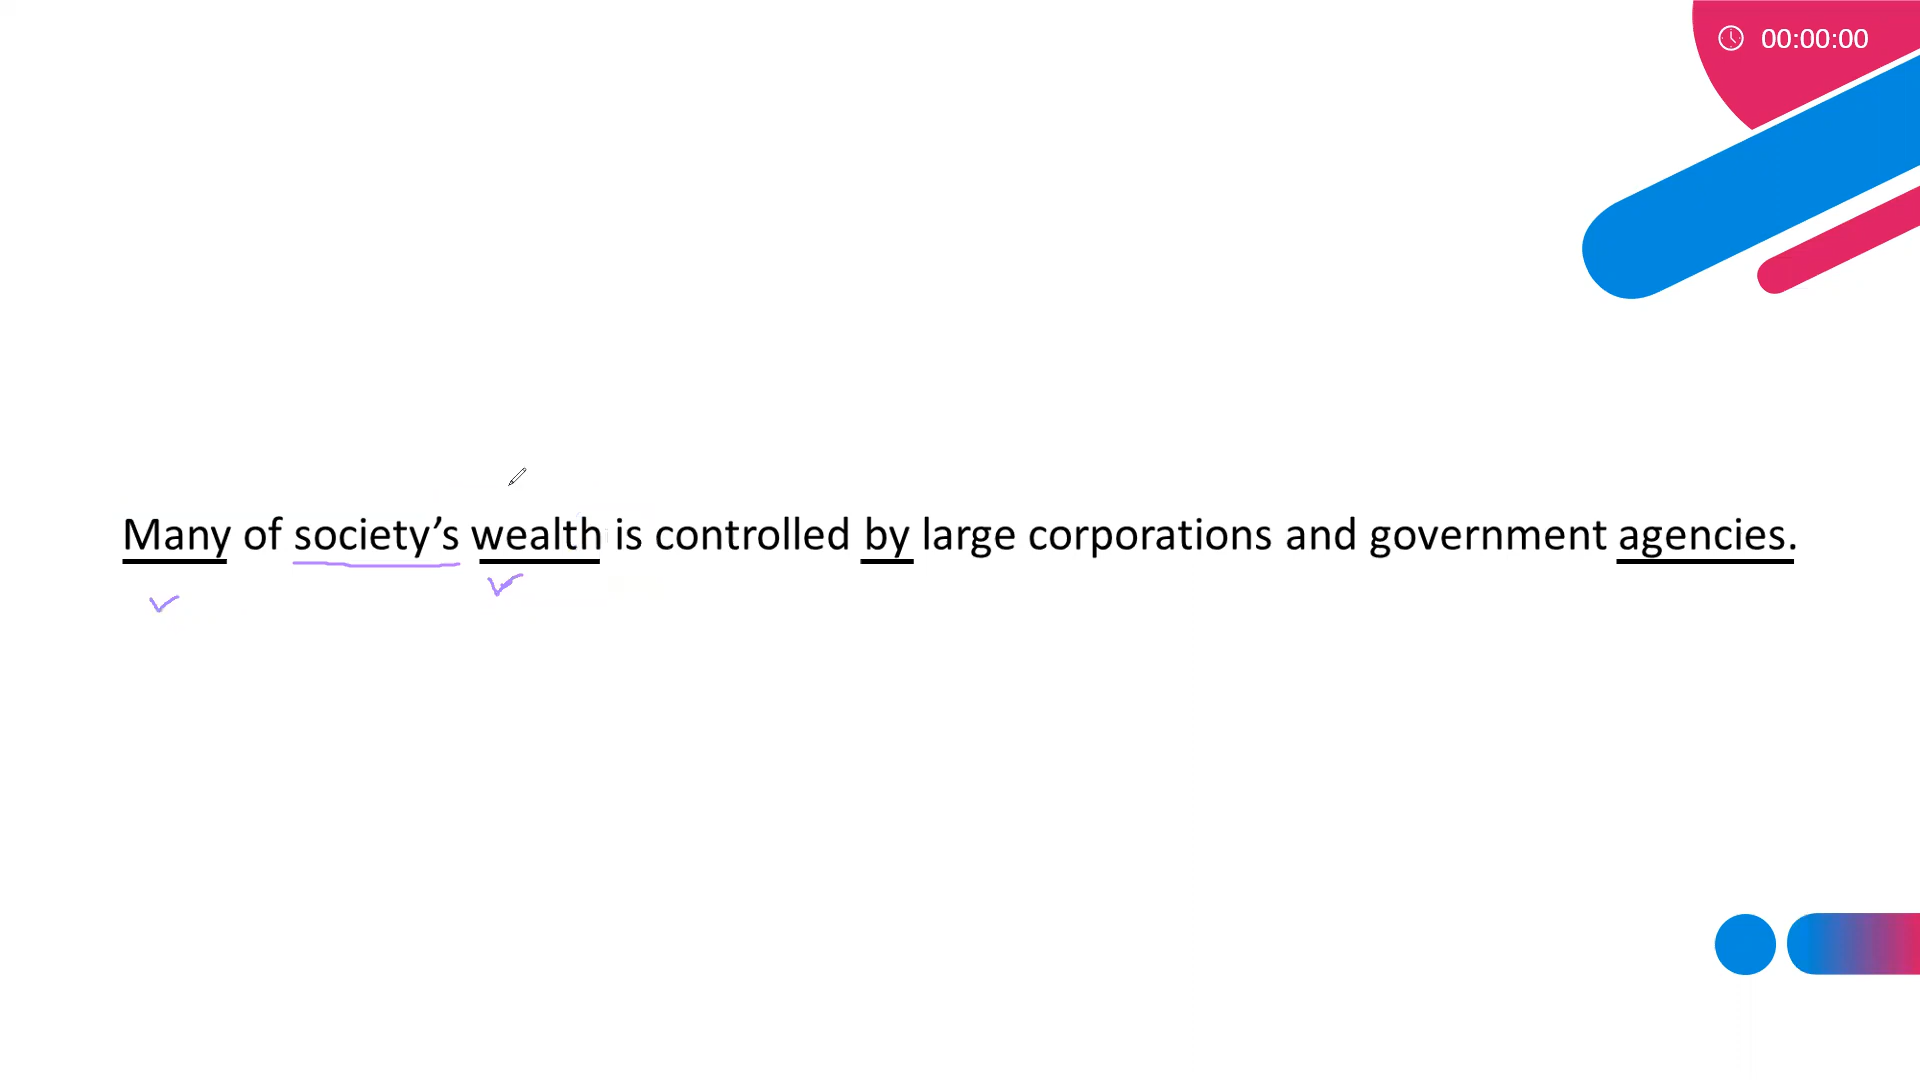 00:00:00
Many of society’s wealth is controlled by large corporations and government agencies.